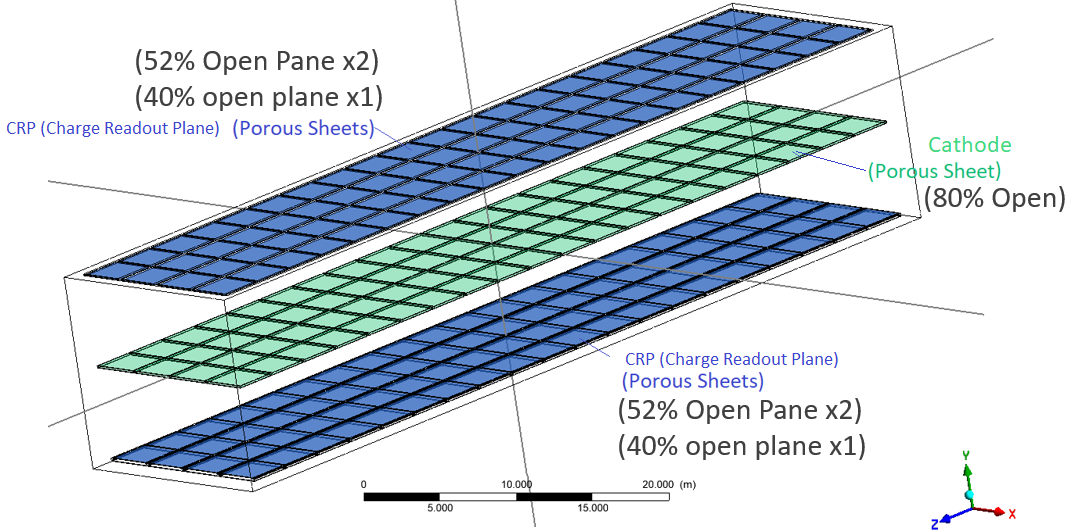 (52% Open Pane x2)
(40% open plane x1)
CRP (Charge Readout Plane) (Porous Sheets)
Cathode
(Porous Sheet)
(80% Open)
CRP (Charge Readout Plane)
(Porous Sheets)
(52% Open Pane x2)
(40% open plane x1)
0 10.000 20.000 (m)
5.000 15.000
Y
X
Z